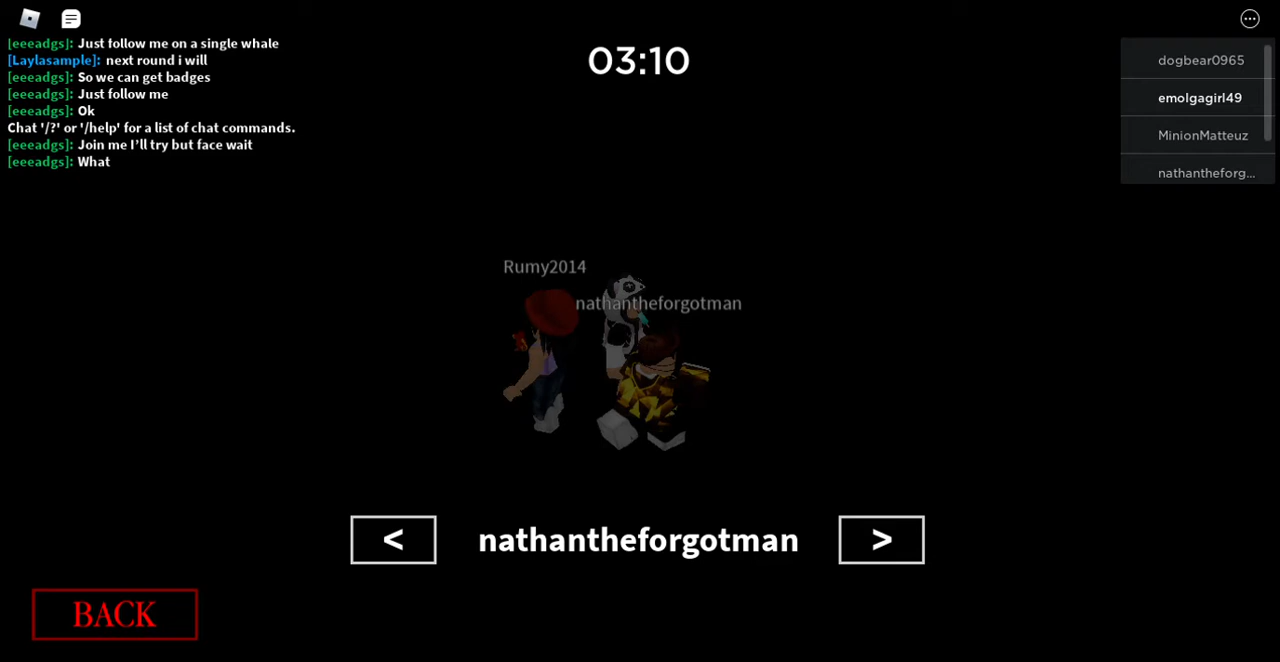 [eeeadgs]: Just follow me on a single whale
[Laylasample]: next round i will
[eeeadgs]: So we can get badges
[eeeadgs]: Just follow me
[eeeadgs]: Ok
Chat '/?' or '/help' for a list of chat commands.
[eeeadgs]: Join me I’ll try but face wait
[eeeadgs]: What
03:10
dogbear0965
emolgagirl49
MinionMatteuz
nathantheforg...
Rumy2014
nathantheforgotman
< nathantheforgotman >
BACK